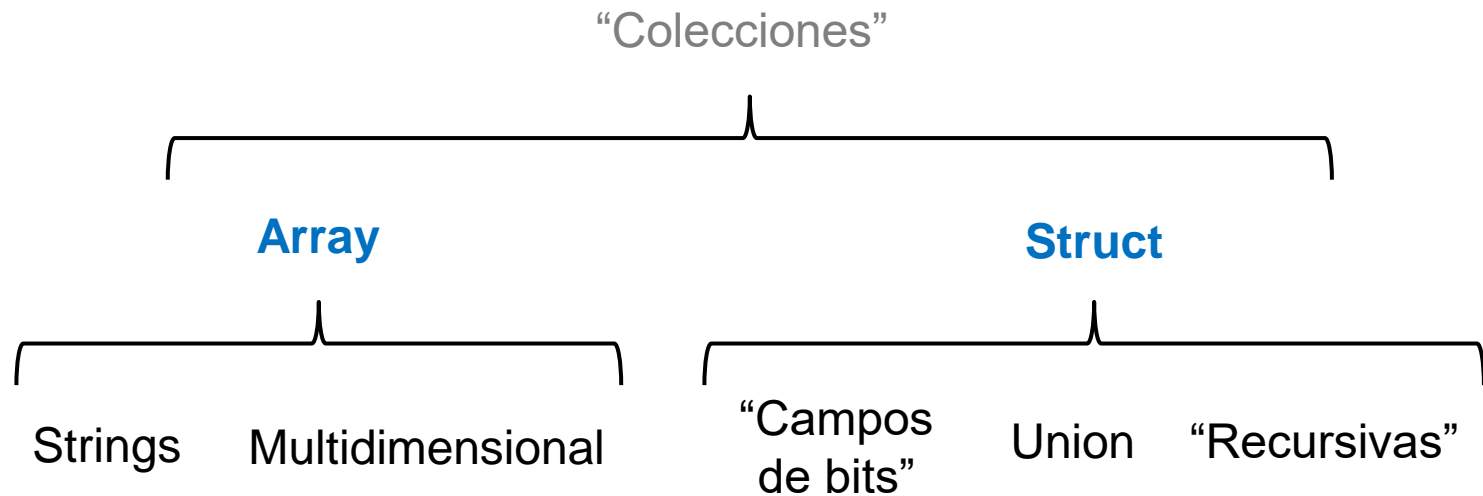 “Colecciones”
Array
Struct
Strings
Multidimensional
“Campos
de bits”
Union
“Recursivas”